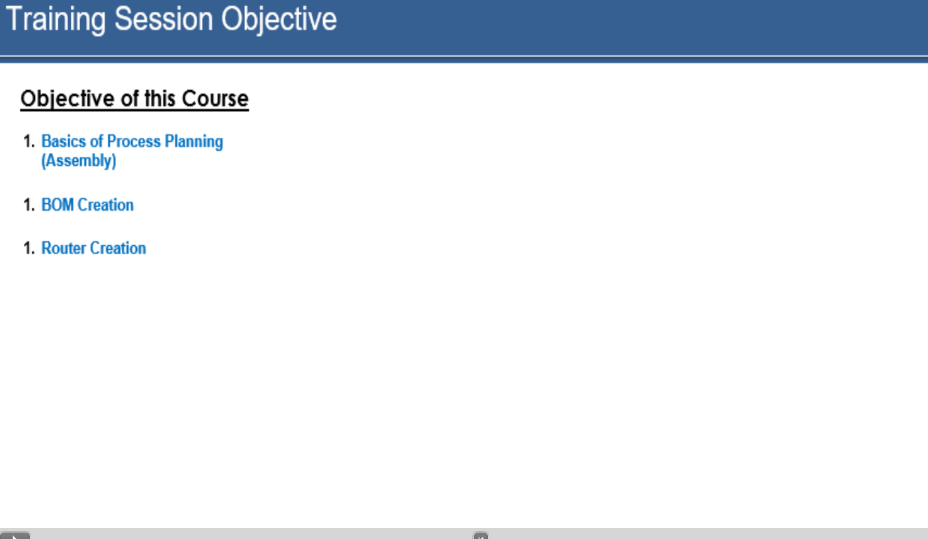 Training Session Objective
Objective of this Course
1. Basics of Process Planning
(Assembly)
1. BOM Creation
1. Router Creation